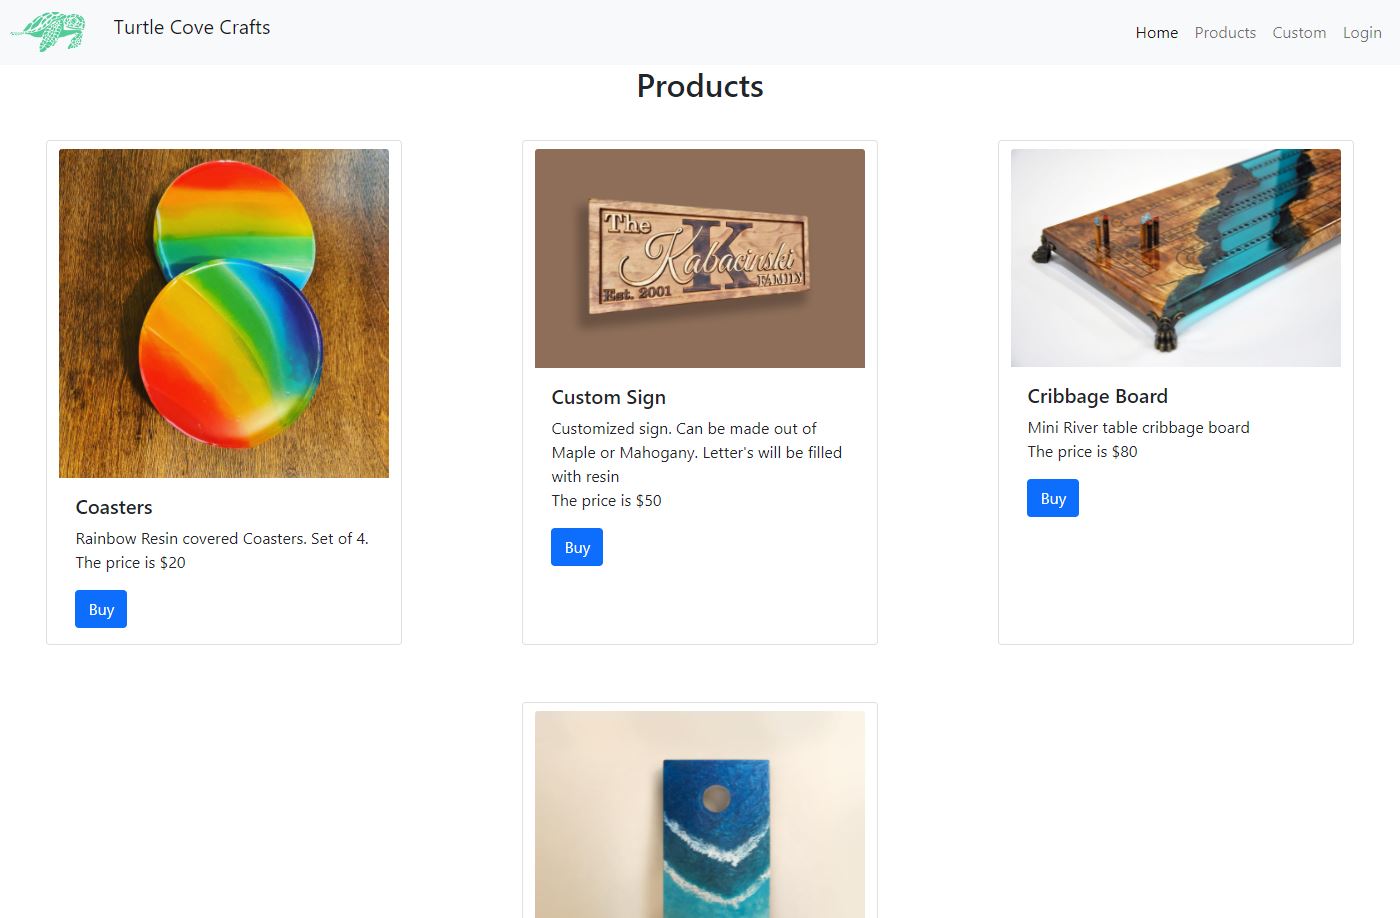 Turtle Cove Crafts
Home Products Custom Login
Products
The
K
Kabacinski
FAMILY
Est. 2001
Coasters
Rainbow Resin covered Coasters. Set of 4.
The price is $20
Buy
Custom Sign
Customized sign. Can be made out of
Maple or Mahogany. Letter's will be filled
with resin
The price is $50
Buy
Cribbage Board
Mini River table cribbage board
The price is $80
Buy